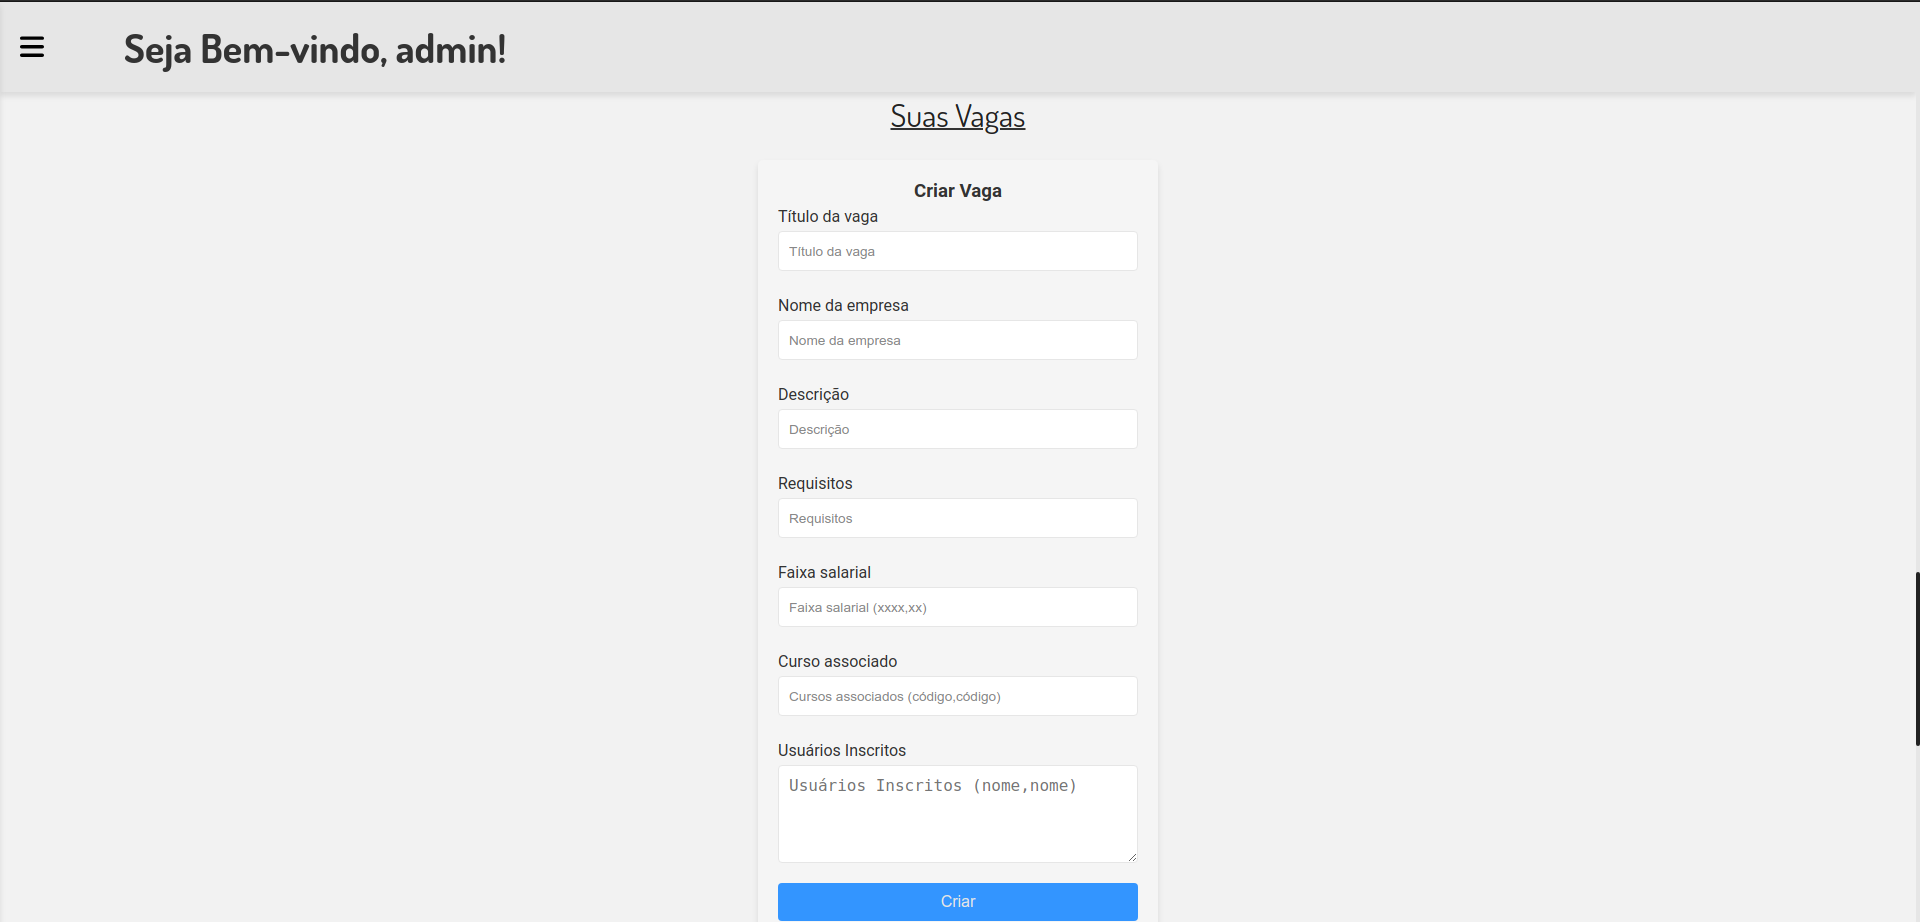 Seja Bem-vindo, admin!
Suas Vagas
Criar Vaga
Título da vaga
Título da vaga
Nome da empresa
Nome da empresa
Descrição
Descrição
Requisitos
Requisitos
Faixa salarial
Faixa salarial (xxxx,xx)
Curso associado
Cursos associados (código,código)
Usuários Inscritos
Usuários Inscritos (nome,nome)
Criar